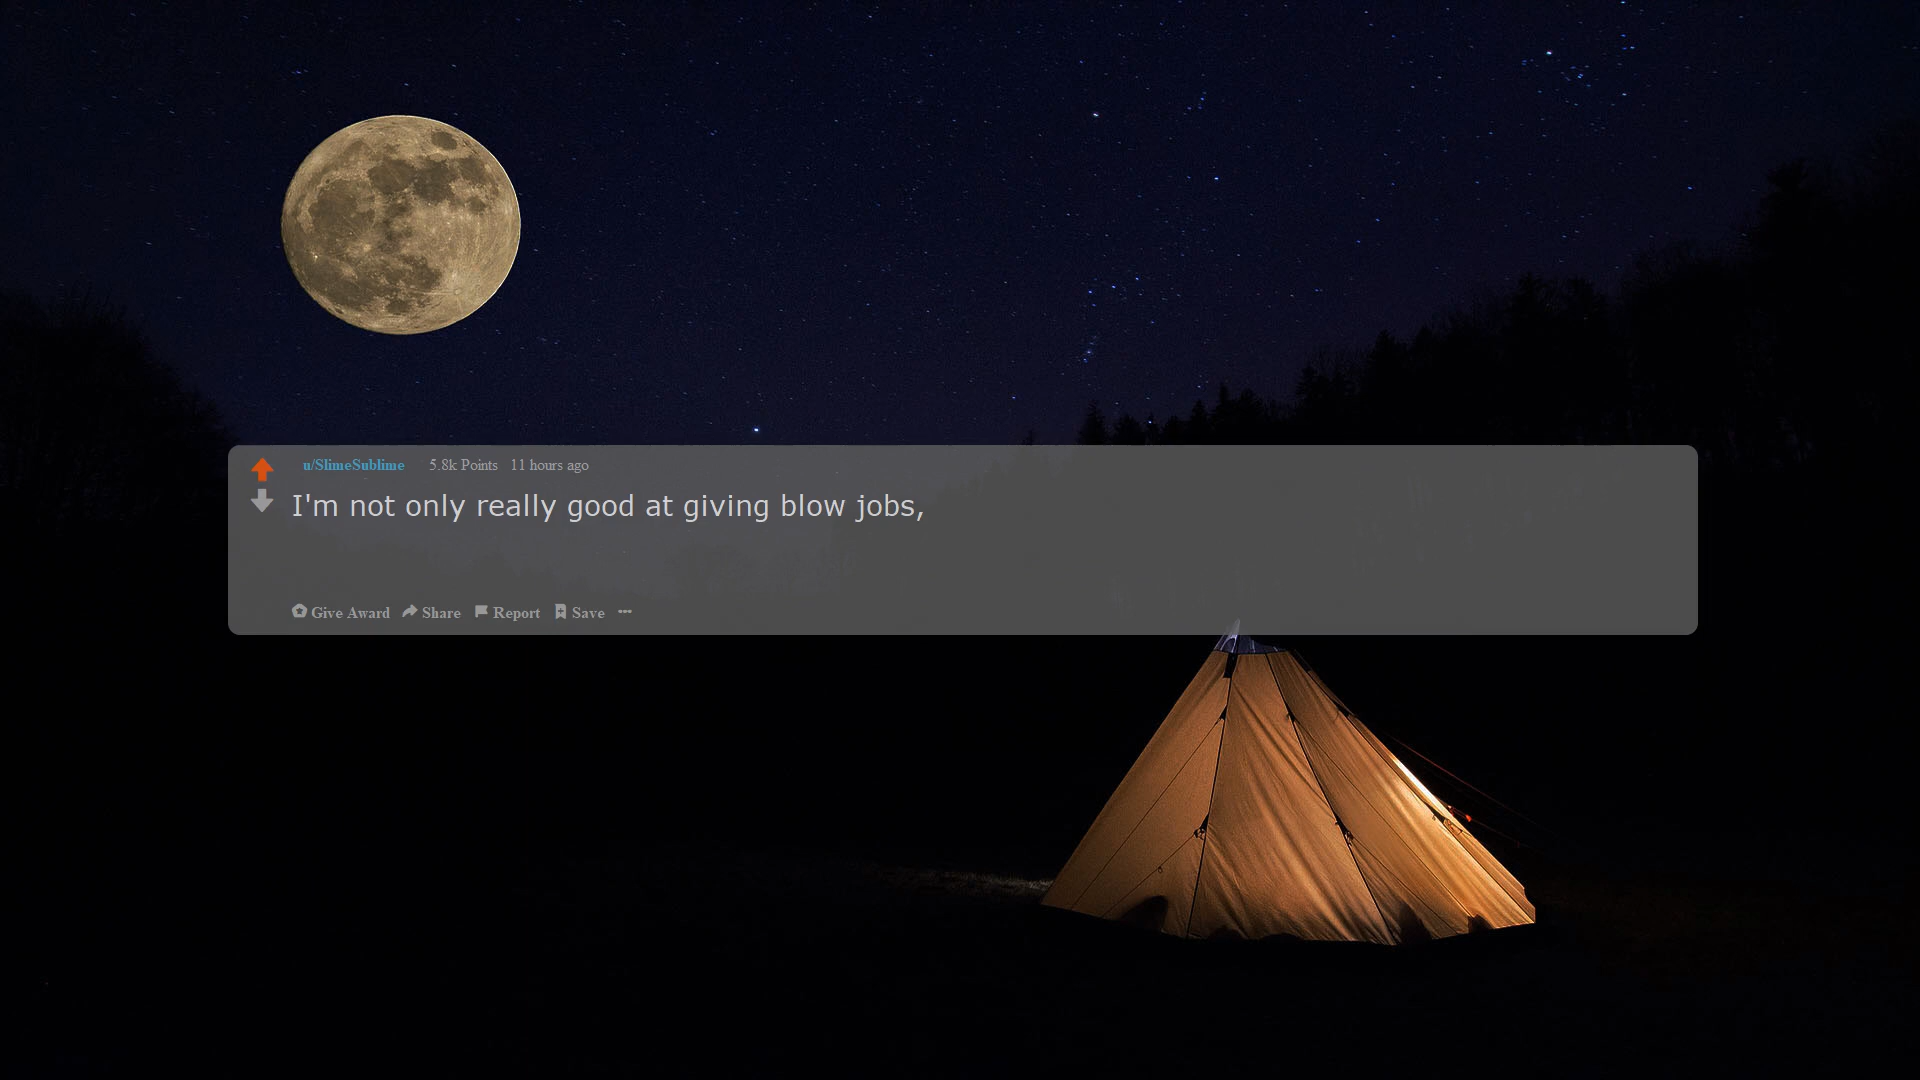 u/SlimeSublime 5.8k Points 11 hours ago
I'm not only really good at giving blow jobs,
Give Award Share Report Save